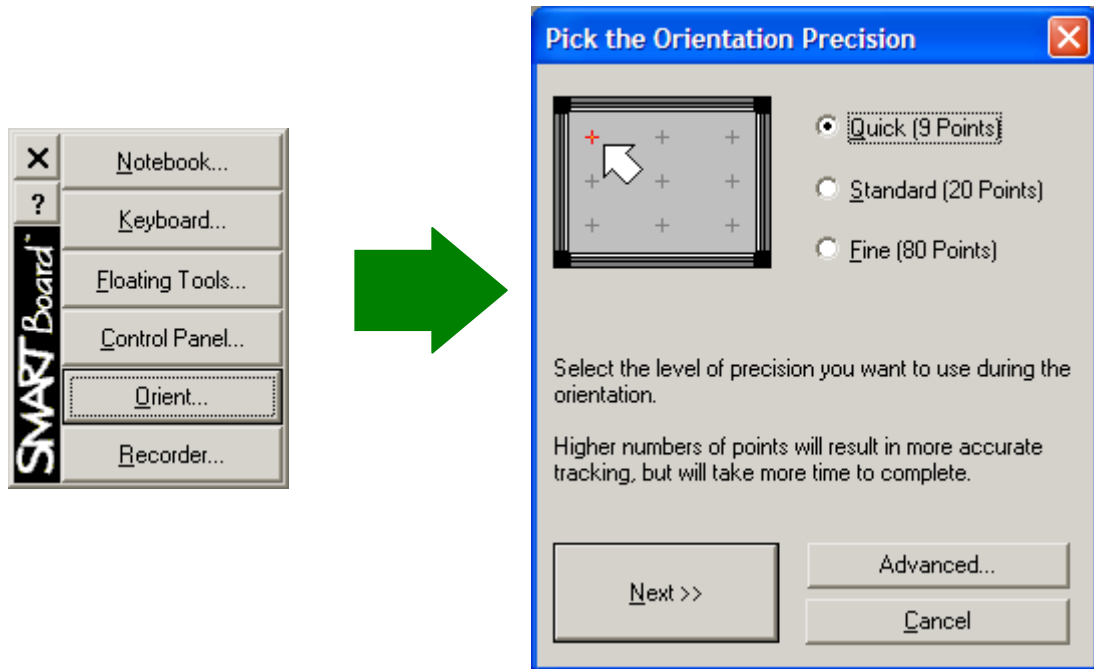 X
?
SMART Board™
Notebook...
Keyboard...
Floating Tools...
Control Panel...
Orient...
Recorder...
Pick the Orientation Precision
Quick (9 Points)
Standard (20 Points)
Fine (80 Points)
Select the level of precision you want to use during the
orientation.
Higher numbers of points will result in more accurate
tracking, but will take more time to complete.
Next >>
Advanced...
Cancel